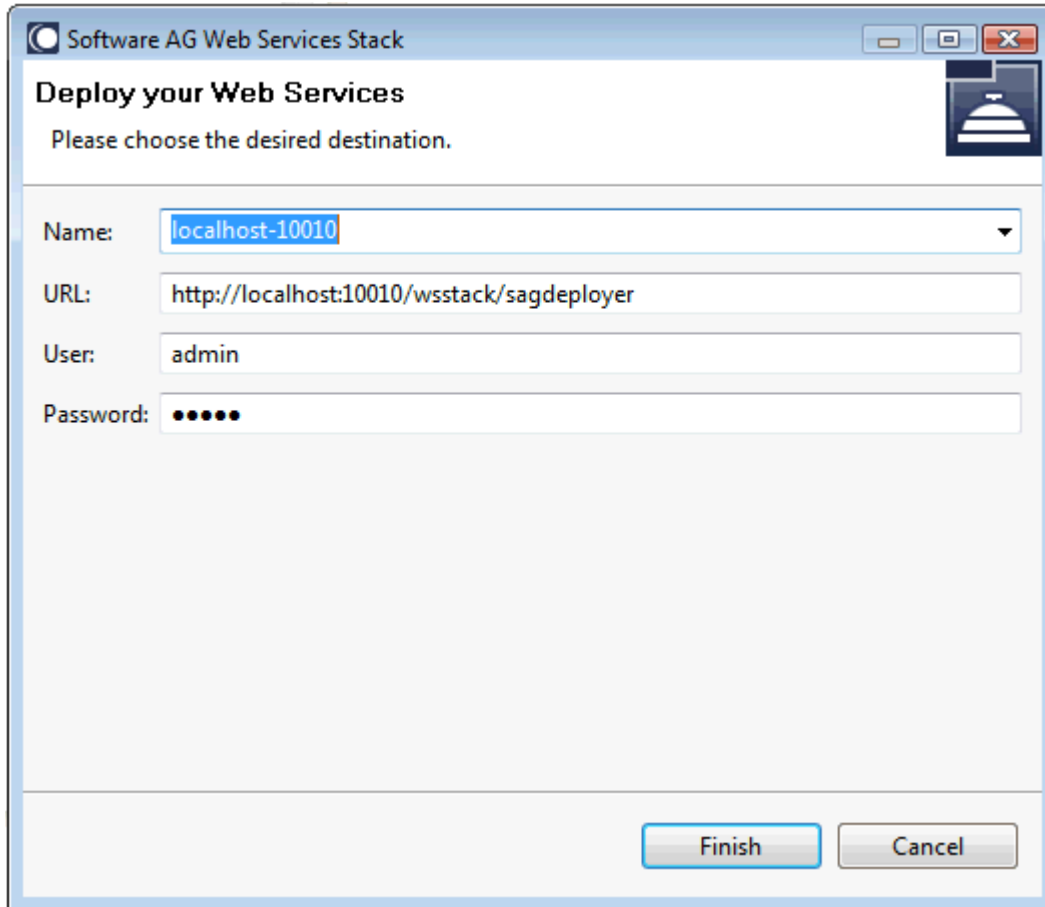 Software AG Web Services Stack
Deploy your Web Services
Please choose the desired destination.
Name: localhost-10010
URL: http://localhost:10010/wsstack/sagdeployer
User: admin
Password: •••••
Finish Cancel